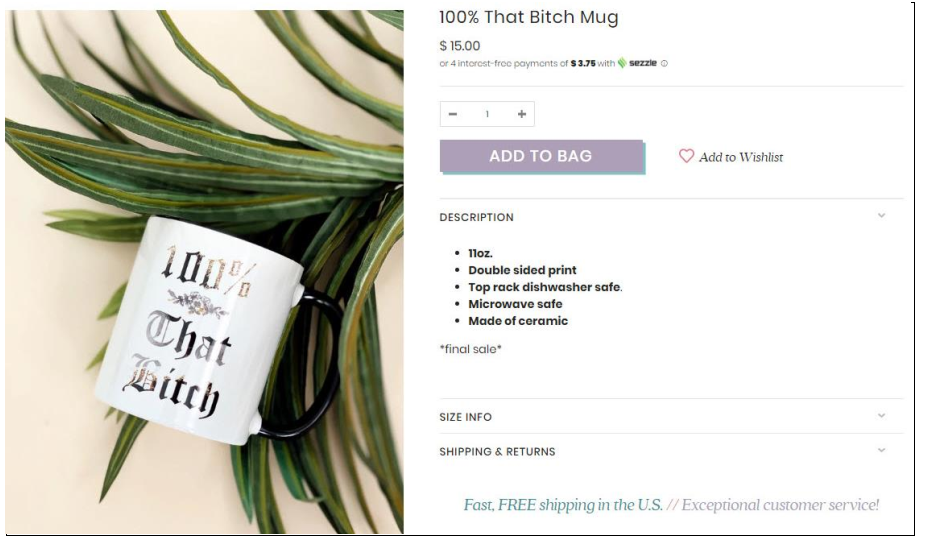 100%
That
Bitch
100% That Bitch Mug
$ 15.00
or 4 interest-free payments of $ 3.75 with sezzle
1
ADD TO BAG
Add to Wishlist
DESCRIPTION
11oz.
Double sided print
Top rack dishwasher safe.
Microwave safe
Made of ceramic
*final sale*
SIZE INFO
SHIPPING & RETURNS
Fast, FREE shipping in the U.S. // Exceptional customer service!